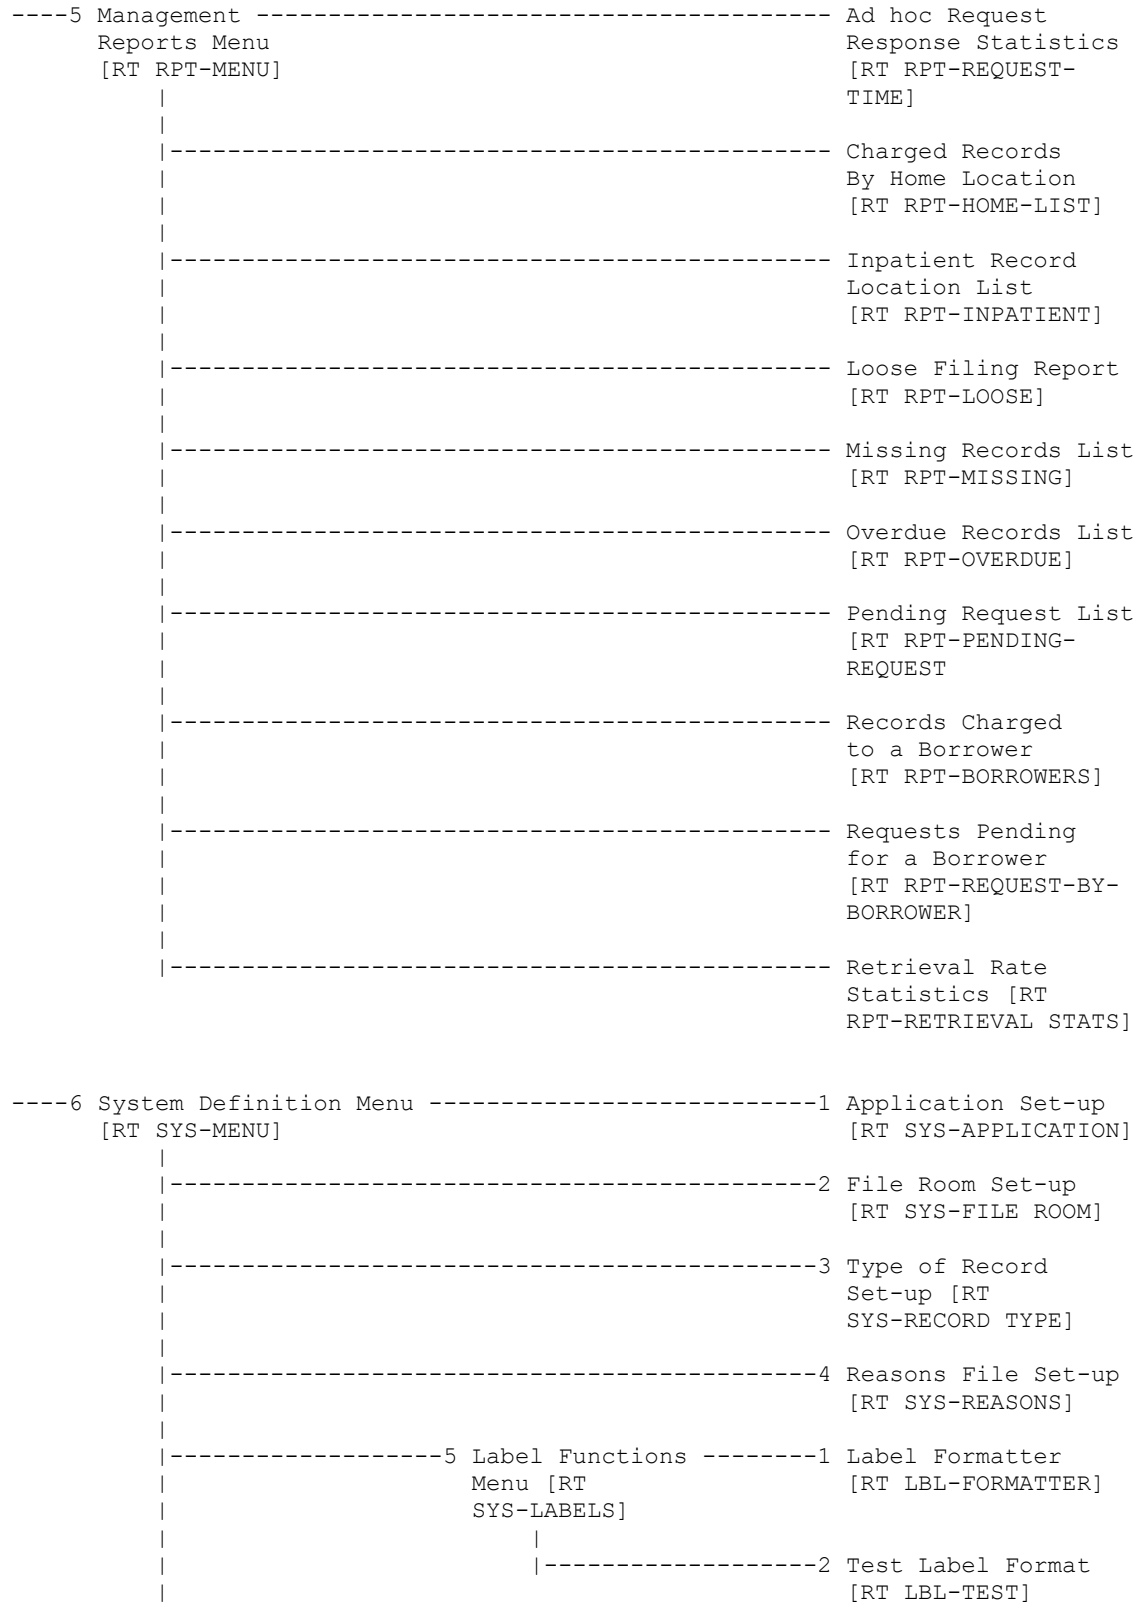 ----5 Management ---------------------------------------- Ad hoc Request
Reports Menu Response Statistics
[RT RPT-MENU] [RT RPT-REQUEST-
| TIME]
|
|---------------------------------------------- Charged Records
| By Home Location
| [RT RPT-HOME-LIST]
|
|---------------------------------------------- Inpatient Record
| Location List
| [RT RPT-INPATIENT]
|
|---------------------------------------------- Loose Filing Report
| [RT RPT-LOOSE]
|
|---------------------------------------------- Missing Records List
| [RT RPT-MISSING]
|
|---------------------------------------------- Overdue Records List
| [RT RPT-OVERDUE]
|
|---------------------------------------------- Pending Request List
| [RT RPT-PENDING-
| REQUEST
|
|---------------------------------------------- Records Charged
| to a Borrower
| [RT RPT-BORROWERS]
|
|---------------------------------------------- Requests Pending
| for a Borrower
| [RT RPT-REQUEST-BY-
| BORROWER]
|
|---------------------------------------------- Retrieval Rate
Statistics [RT
RPT-RETRIEVAL STATS]
----6 System Definition Menu ---------------------------1 Application Set-up
[RT SYS-MENU] [RT SYS-APPLICATION]
|
|---------------------------------------------2 File Room Set-up
| [RT SYS-FILE ROOM]
|
|---------------------------------------------3 Type of Record
| Set-up [RT
| SYS-RECORD TYPE]
|
|---------------------------------------------4 Reasons File Set-up
| [RT SYS-REASONS]
|
|-------------------5 Label Functions --------1 Label Formatter
| Menu [RT [RT LBL-FORMATTER]
| SYS-LABELS]
| |
| |-------------------2 Test Label Format
| [RT LBL-TEST]